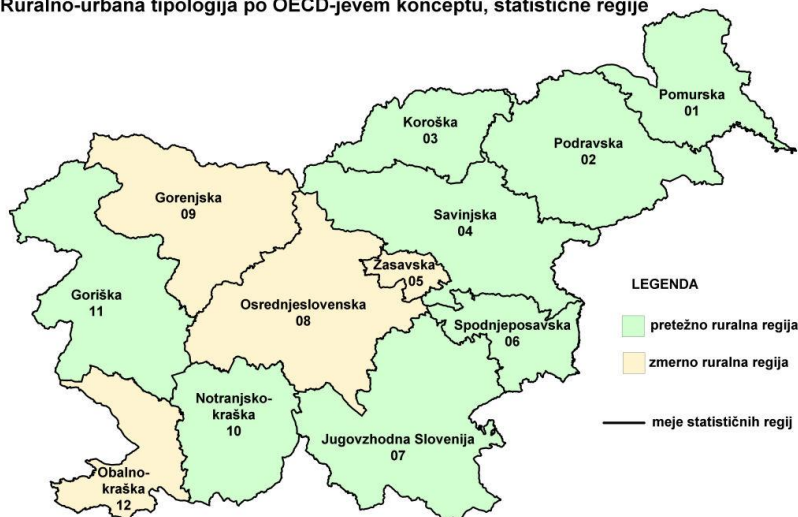 Ruralno-urbana tipologija po OECD-jevem konceptu, statistične regije
Pomurska
01
Podravska
02
Koroška
03
Savinjska
04
Gorenjska
09
Zasavska
05
Osrednjeslovenska
08
Goriška
11
Spodnjeposavska
06
Notranjsko-
kraška
10
Jugovzhodna Slovenija
07
Obalno-
kraška
12
LEGENDA
pretežno ruralna regija
zmerno ruralna regija
meje statističnih regij